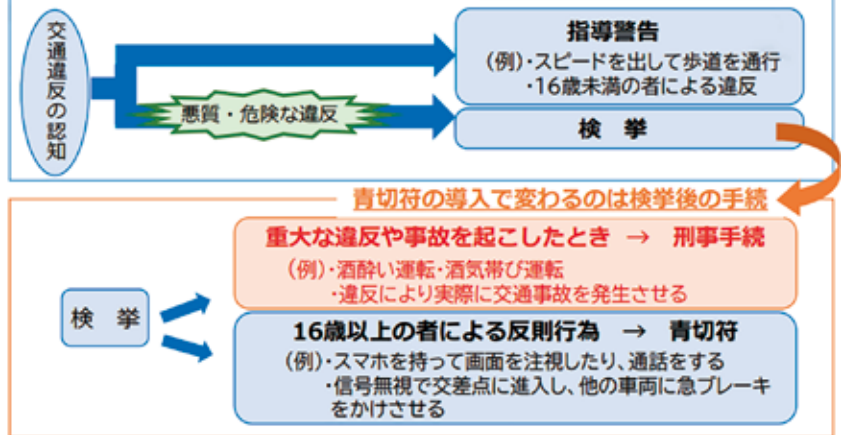 交通違反の認知
指導警告
（例）・スピードを出して歩道を通行
・16歳未満の者による違反
悪質・危険な違反
検　挙
青切符の導入で変わるのは検挙後の手続
重大な違反や事故を起こしたとき　→　刑事手続
（例）・酒酔い運転・酒気帯び運転
・違反により実際に交通事故を発生させる
検　挙
16歳以上の者による反則行為　→　青切符
（例）・スマホを持って画面を注視したり、通話をする
・信号無視で交差点に進入し、他の車両に急ブレーキ
をかけさせる